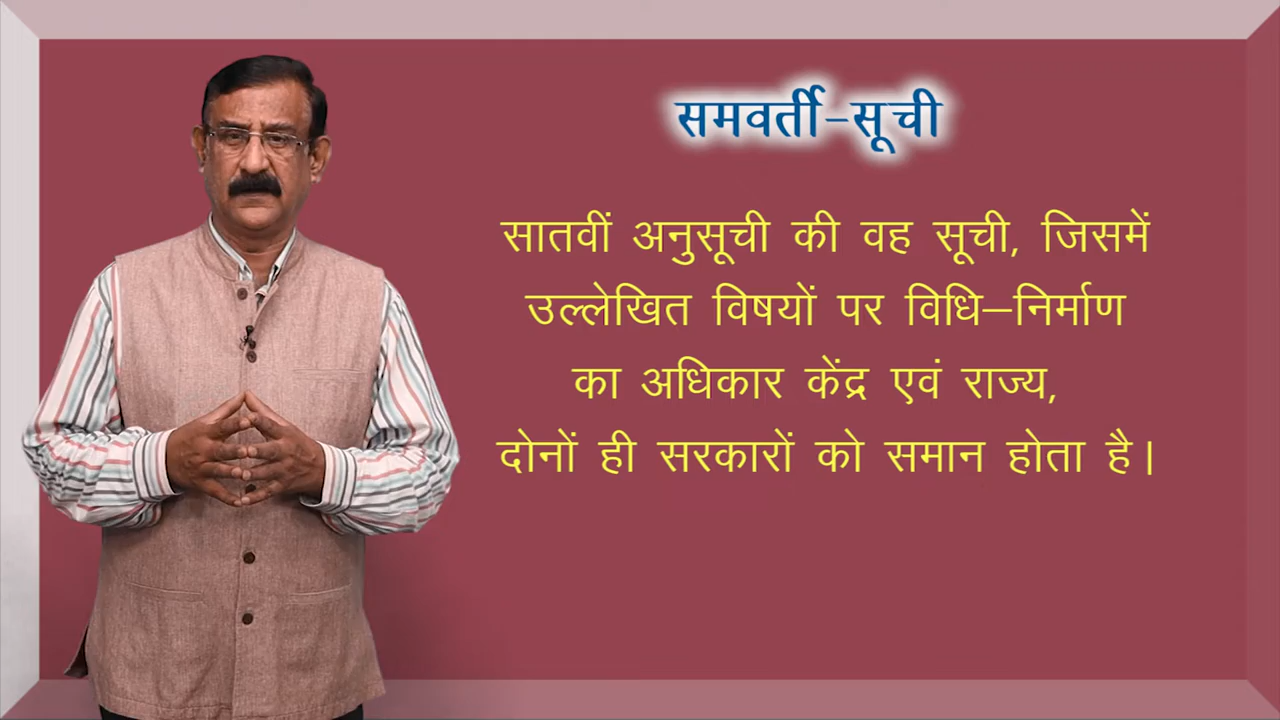 समवर्ती-सूची
सातवीं अनुसूची की वह सूची, जिसमें
उल्लेखित विषयों पर विधि–निर्माण
का अधिकार केंद्र एवं राज्य,
दोनों ही सरकारों को समान होता है।